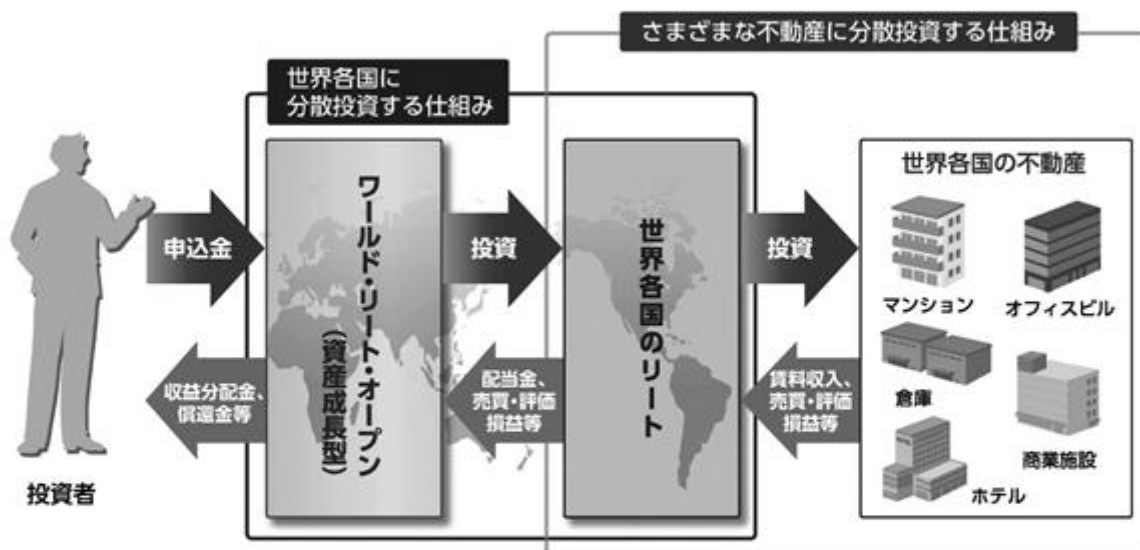 さまざまな不動産に分散投資する仕組み
世界各国に
分散投資する仕組み
投資者
申込金
収益分配金、
償還金等
ワールド・リート・オープン
(資産成長型)
投資
配当金、
売買・評価
損益等
世界各国のリート
投資
賃料収入、
売買・評価
損益等
世界各国の不動産
マンション
オフィスビル
倉庫
商業施設
ホテル